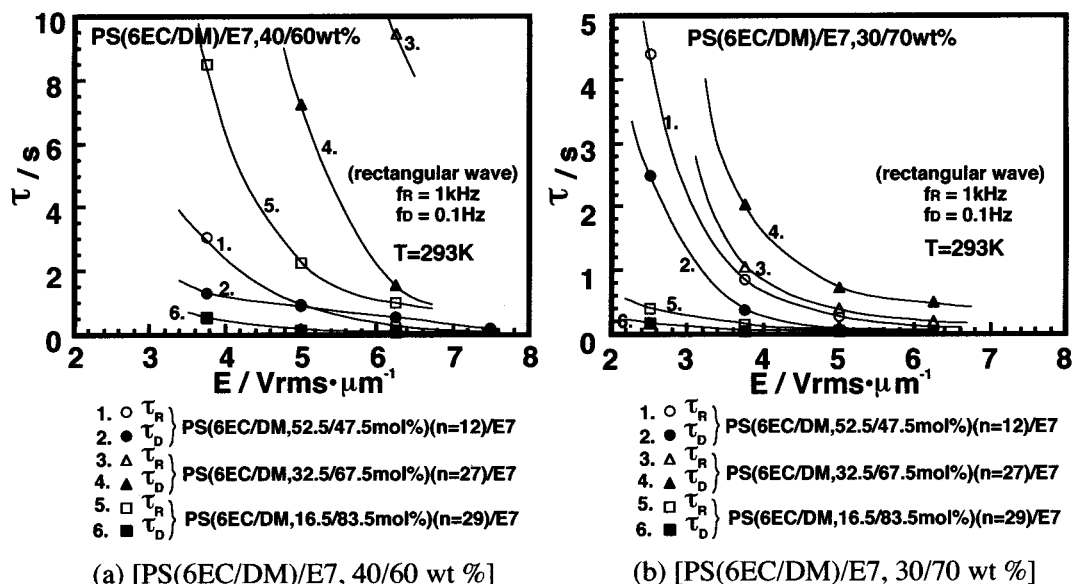 PS(6EC/DM)/E7,40/60wt%
10
8
6
4
2
0
τ / s
2 3 4 5 6 7 8
E / Vrms·μm⁻¹
(rectangular wave)
fR = 1kHz
fD = 0.1Hz
T=293K
1.
2.
3.
4.
5.
6.
1. ○ τR
2. ● τD
} PS(6EC/DM,52.5/47.5mol%)(n=12)/E7
3. △ τR
4. ▲ τD
} PS(6EC/DM,32.5/67.5mol%)(n=27)/E7
5. □ τR
6. ■ τD
} PS(6EC/DM,16.5/83.5mol%)(n=29)/E7
(a) [PS(6EC/DM)/E7, 40/60 wt %]
PS(6EC/DM)/E7,30/70wt%
5
4
3
2
1
0
τ / s
2 3 4 5 6 7 8
E / Vrms·μm⁻¹
(rectangular wave)
fR = 1kHz
fD = 0.1Hz
T=293K
1.
2.
3.
4.
5.
6.
1. ○ τR
2. ● τD
} PS(6EC/DM,52.5/47.5mol%)(n=12)/E7
3. △ τR
4. ▲ τD
} PS(6EC/DM,32.5/67.5mol%)(n=27)/E7
5. □ τR
6. ■ τD
} PS(6EC/DM,16.5/83.5mol%)(n=29)/E7
(b) [PS(6EC/DM)/E7, 30/70 wt %]